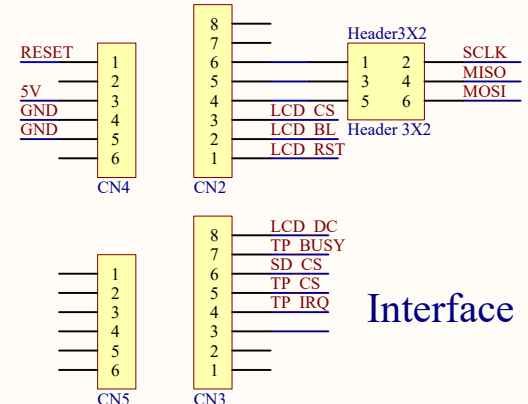 8
7
6
5
4
3
2
1
CN2
Header3X2
1 2
3 4
5 6
Header 3X2
SCLK
MISO
MOSI
LCD_CS
LCD_BL
LCD_RST
RESET
5V
GND
GND
1
2
3
4
5
6
CN4
8
7
6
5
4
3
2
1
CN3
LCD_DC
TP_BUSY
SD_CS
TP_CS
TP_IRQ
1
2
3
4
5
6
CN5
Interface